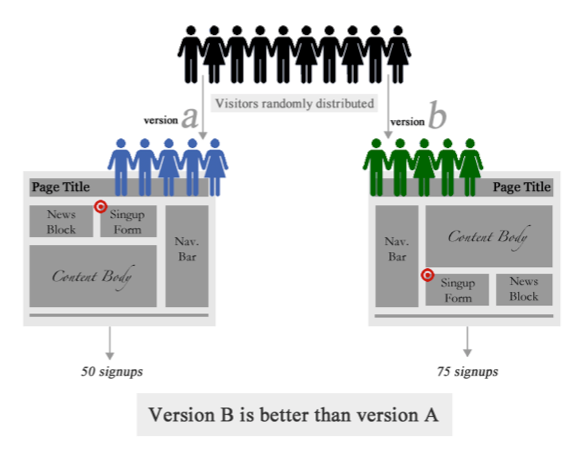 Visitors randomly distributed
version a
version b
Page Title
News
Block
Singup
Form
Nav.
Bar
Content Body
Page Title
Nav.
Bar
Content Body
Singup
Form
News
Block
50 signups
75 signups
Version B is better than version A